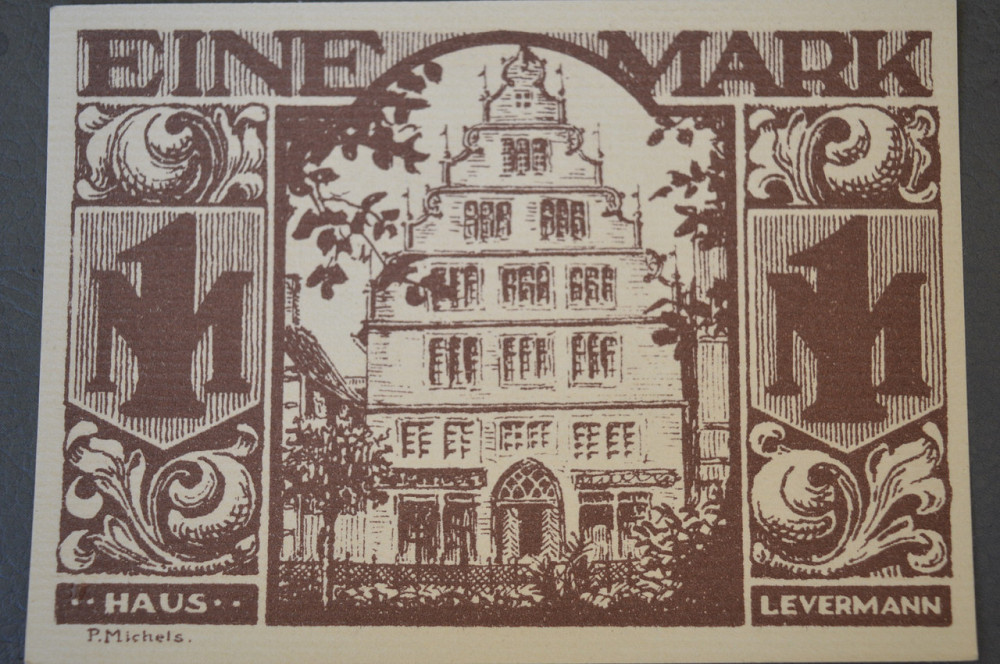 EINE MARK
1 M
1 M
··HAUS··
LEVERMANN
P. Michels.